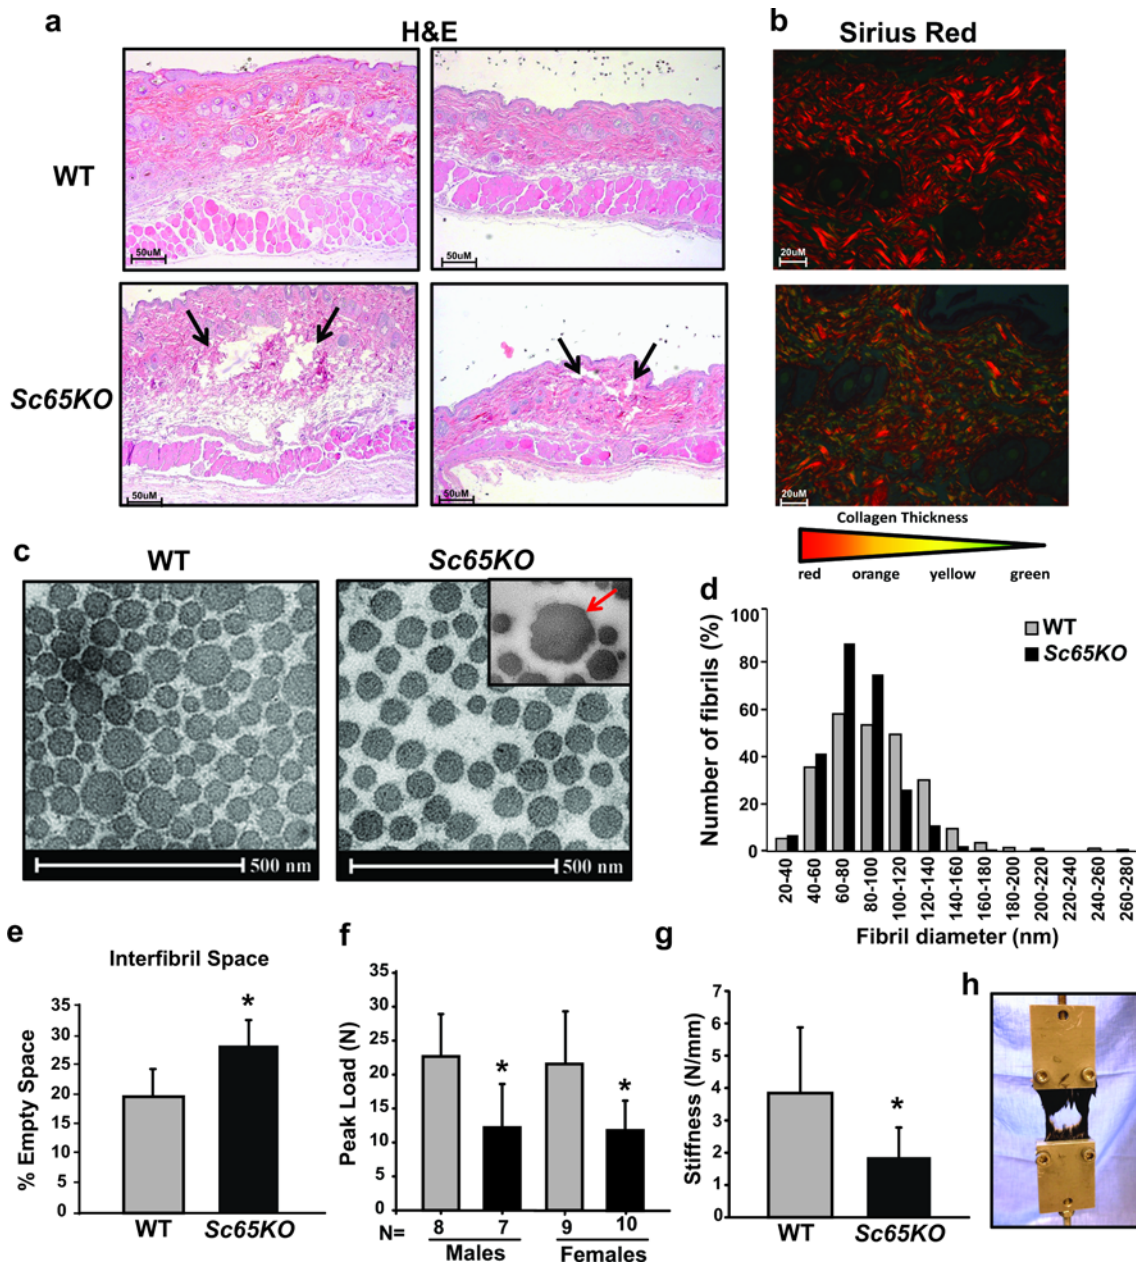 a
H&E
WT
50uM
50uM
Sc65KO
50uM
50uM
b
Sirius Red
20uM
20uM
Collagen Thickness
red orange yellow green
c
WT
Sc65KO
500 nm
500 nm
d
Number of fibrils (%)
100
80
60
40
20
0
WT
Sc65KO
20-40
40-60
60-80
80-100
100-120
120-140
140-160
160-180
180-200
200-220
220-240
240-260
260-280
Fibril diameter (nm)
e
Interfibril Space
% Empty Space
35
30
25
20
15
10
5
0
*
WT Sc65KO
f
Peak Load (N)
35
30
25
20
15
10
5
0
* *
N= 8 7 9 10
Males Females
g
Stiffness (N/mm)
7
6
5
4
3
2
1
0
*
WT Sc65KO
h